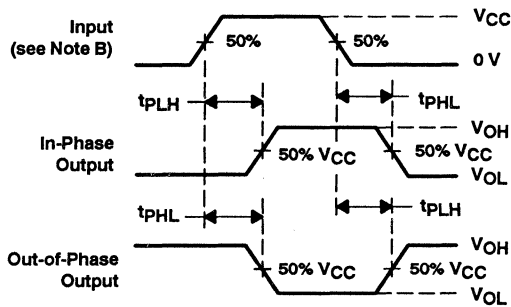 Input
(see Note B)
50%
50%
VCC
0 V
tPLH
tPHL
In-Phase
Output
50% VCC
50% VCC
VOH
VOL
tPHL
tPLH
Out-of-Phase
Output
50% VCC
50% VCC
VOH
VOL